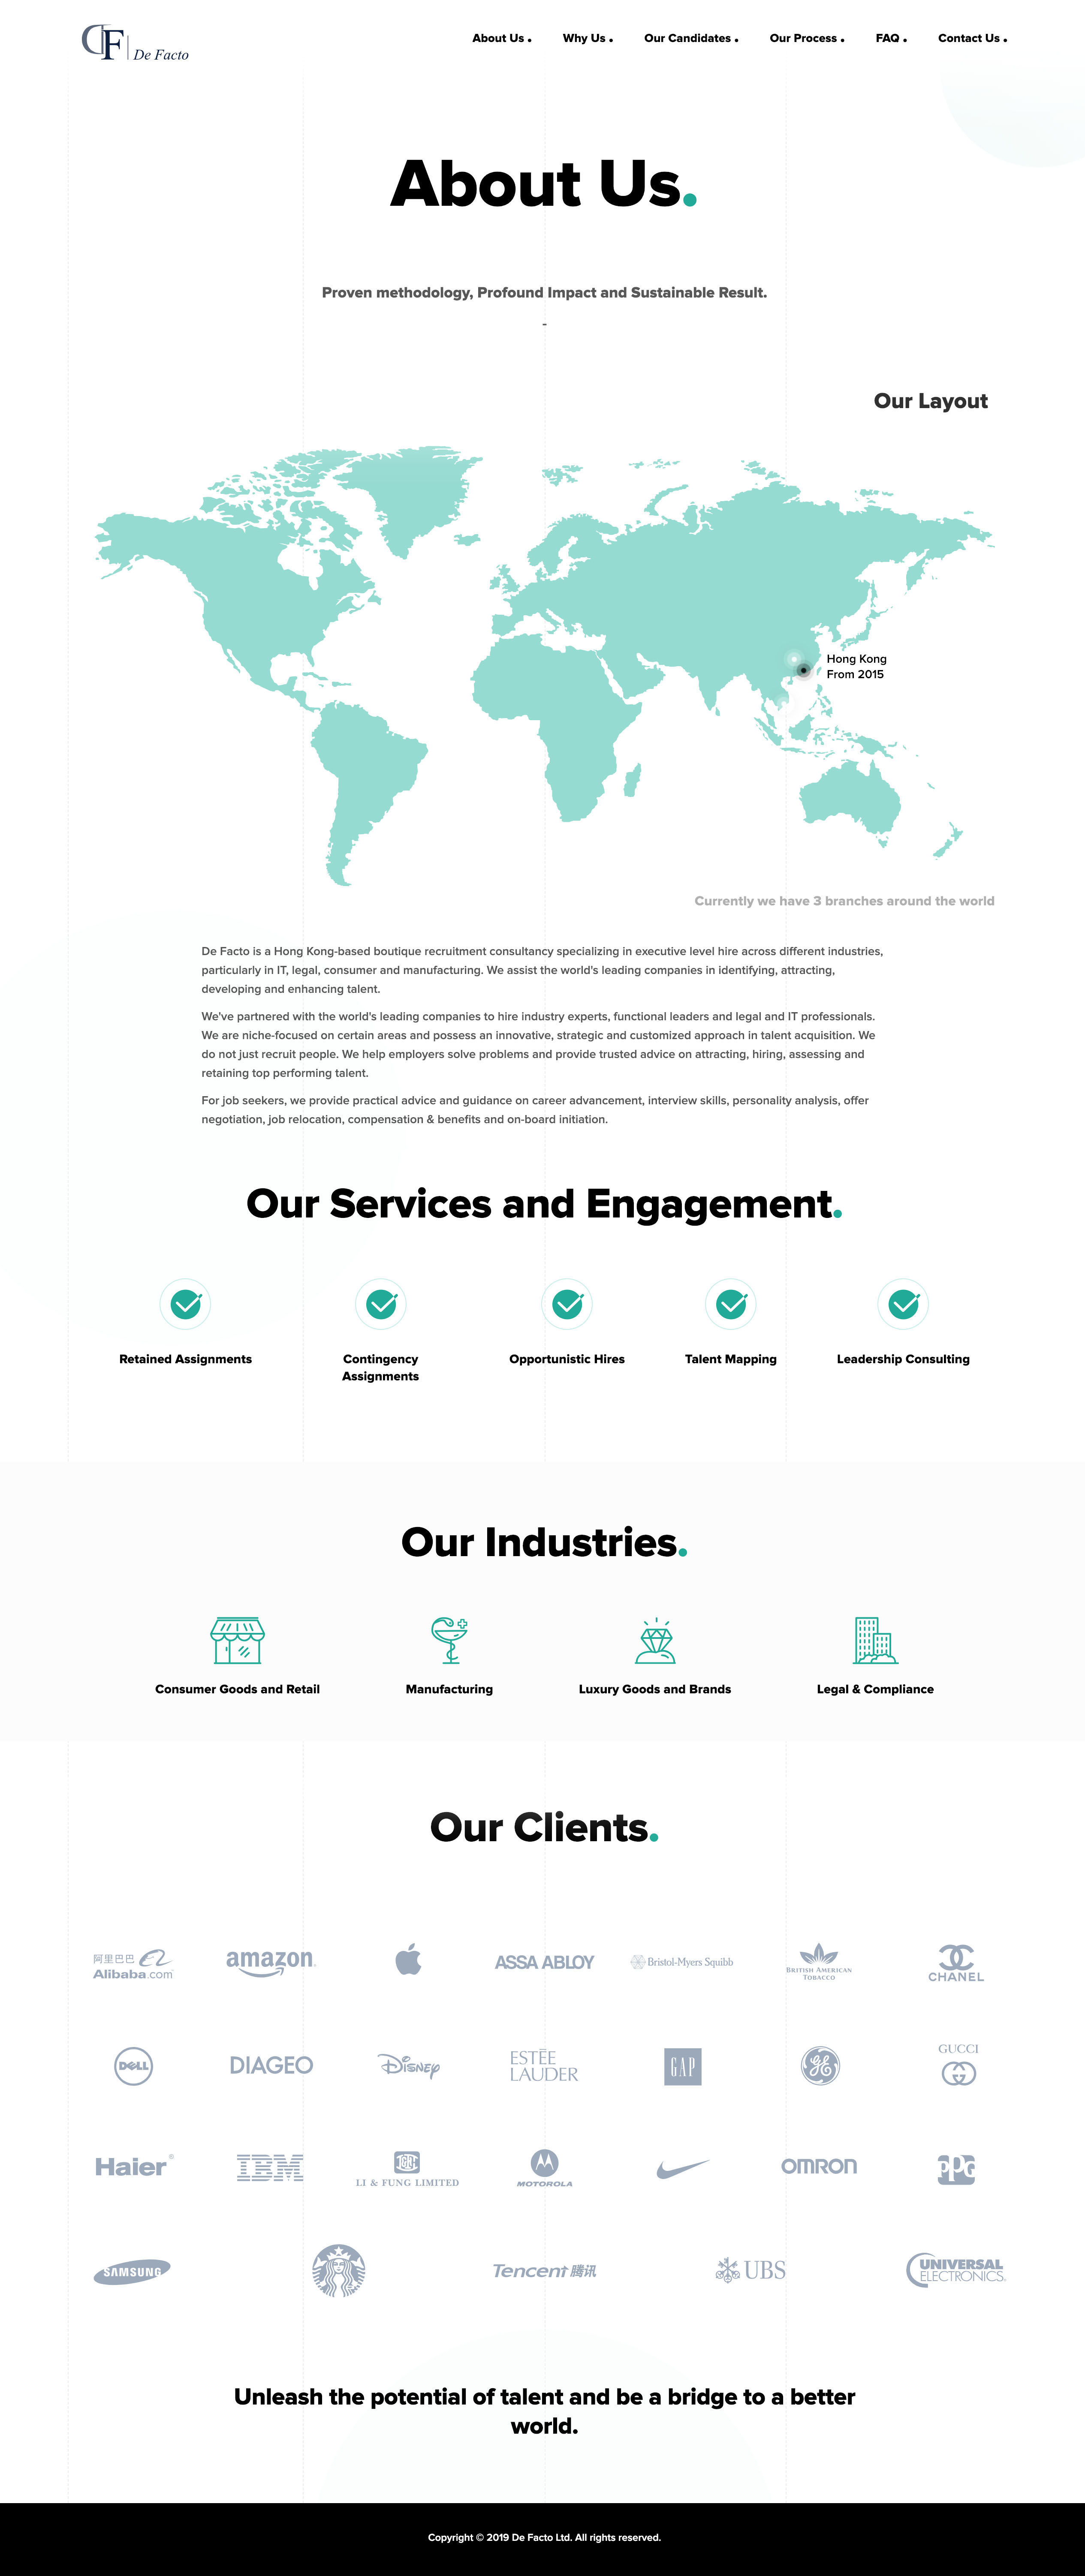 De Facto
About Us
Why Us
Our Candidates
Our Process
FAQ
Contact Us
About Us.
Proven methodology, Profound Impact and Sustainable Result.
-
Our Layout
Hong Kong
From 2015
Currently we have 3 branches around the world
De Facto is a Hong Kong-based boutique recruitment consultancy specializing in executive level hire across different industries,
particularly in IT, legal, consumer and manufacturing. We assist the world's leading companies in identifying, attracting,
developing and enhancing talent.
We've partnered with the world's leading companies to hire industry experts, functional leaders and legal and IT professionals.
We are niche-focused on certain areas and possess an innovative, strategic and customized approach in talent acquisition. We
do not just recruit people. We help employers solve problems and provide trusted advice on attracting, hiring, assessing and
retaining top performing talent.
For job seekers, we provide practical advice and guidance on career advancement, interview skills, personality analysis, offer
negotiation, job relocation, compensation & benefits and on-board initiation.
Our Services and Engagement.
Retained Assignments
Contingency
Assignments
Opportunistic Hires
Talent Mapping
Leadership Consulting
Our Industries.
Consumer Goods and Retail
Manufacturing
Luxury Goods and Brands
Legal & Compliance
Our Clients.
阿里巴巴
Alibaba.com
amazon
ASSA ABLOY
Bristol-Myers Squibb
BRITISH AMERICAN
TOBACCO
CHANEL
DELL
DIAGEO
Disney
ESTĒE
LAUDER
GAP
GE
GUCCI
Haier®
IBM
LI & FUNG LIMITED
MOTOROLA
OMRON
PPG
SAMSUNG
Tencent 腾讯
UBS
UNIVERSAL
ELECTRONICS
Unleash the potential of talent and be a bridge to a better
world.
Copyright © 2019 De Facto Ltd. All rights reserved.